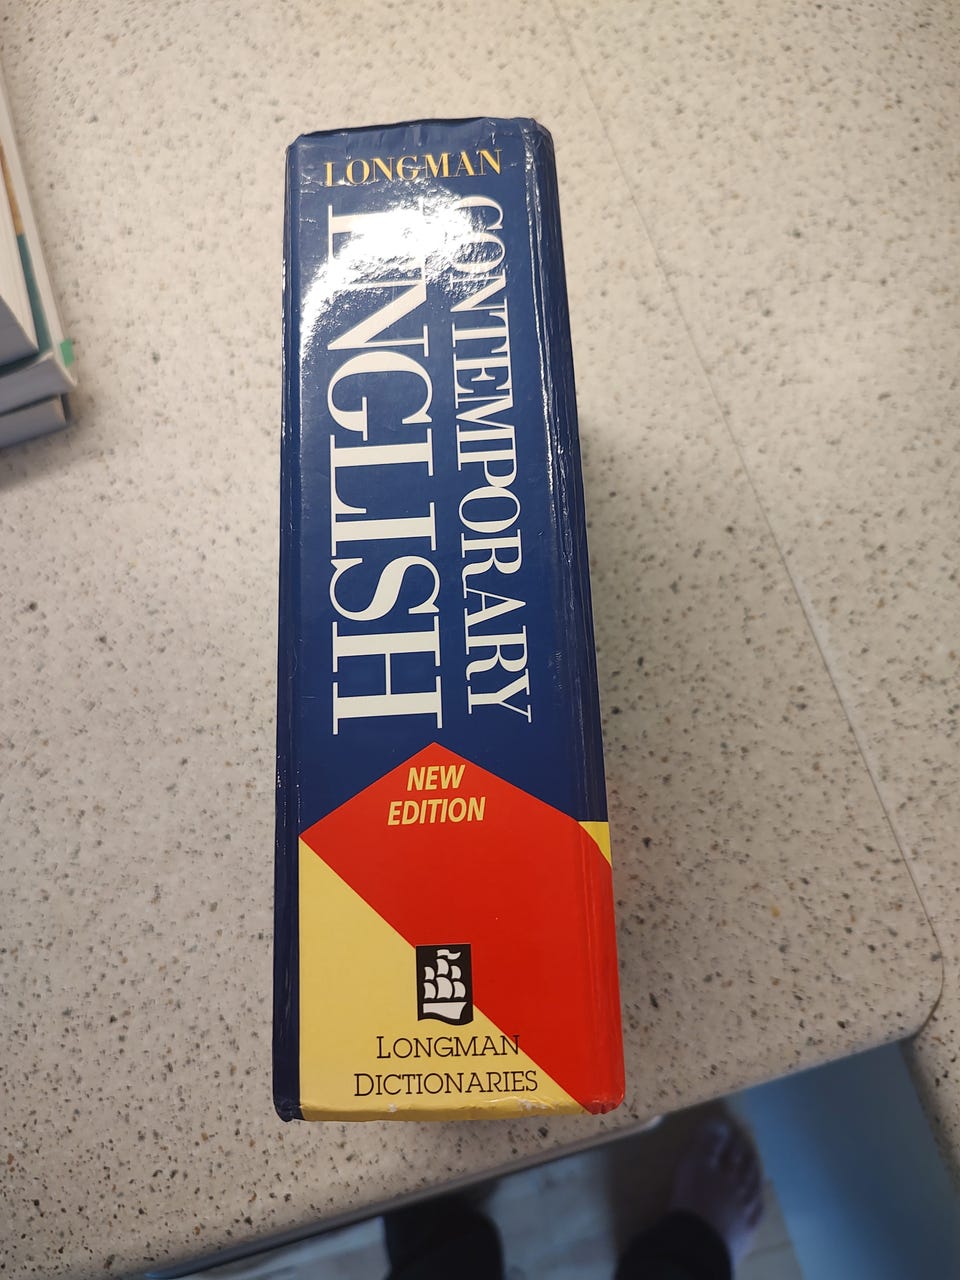 LONGMAN
CONTEMPORARY
ENGLISH
NEW
EDITION
LONGMAN
DICTIONARIES